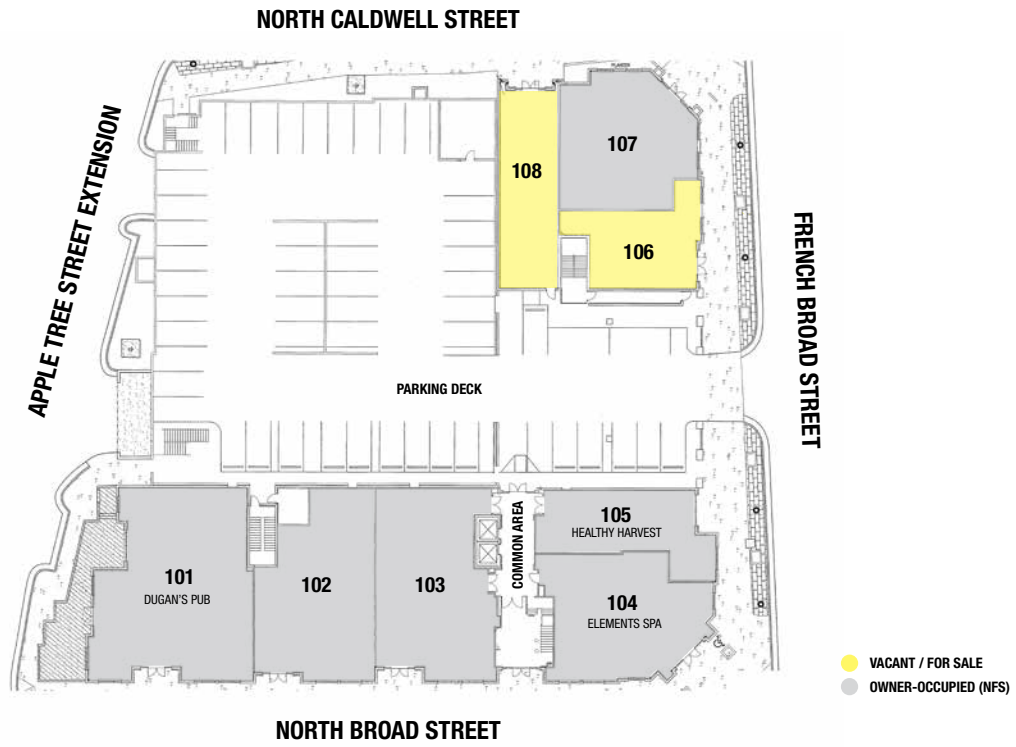 NORTH CALDWELL STREET
PLANTER
APPLE TREE STREET EXTENSION
107
108
106
FRENCH BROAD STREET
PARKING DECK
COMMON AREA
105
HEALTHY HARVEST
101
DUGAN'S PUB
102
103
104
ELEMENTS SPA
VACANT / FOR SALE
OWNER-OCCUPIED (NFS)
NORTH BROAD STREET